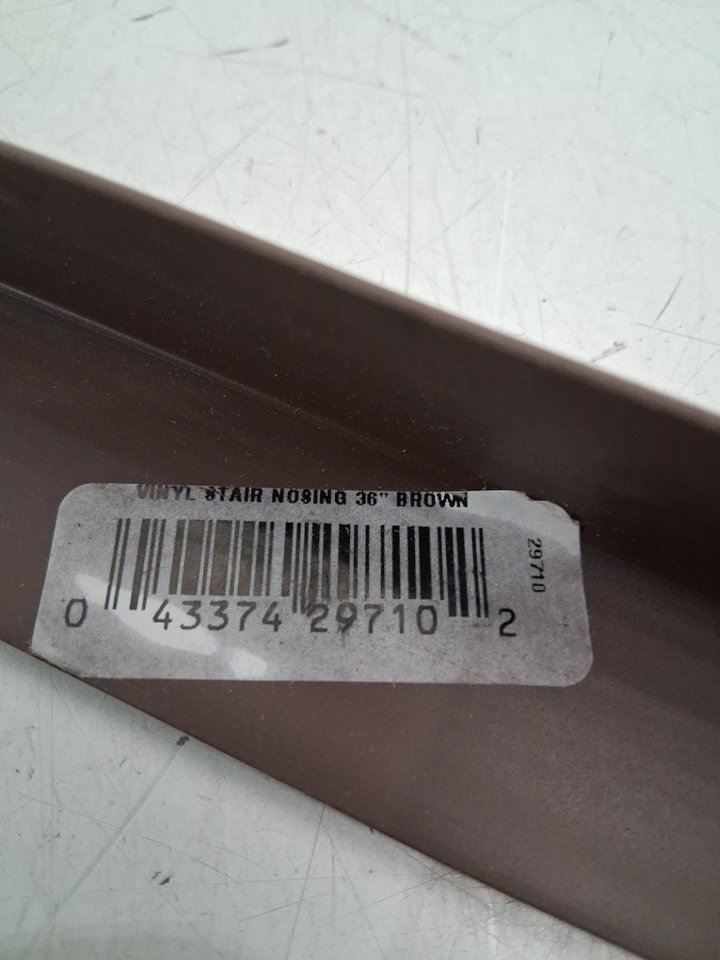 VINYL STAIR NOSING 36" BROWN
29710
0 43374 29710 2